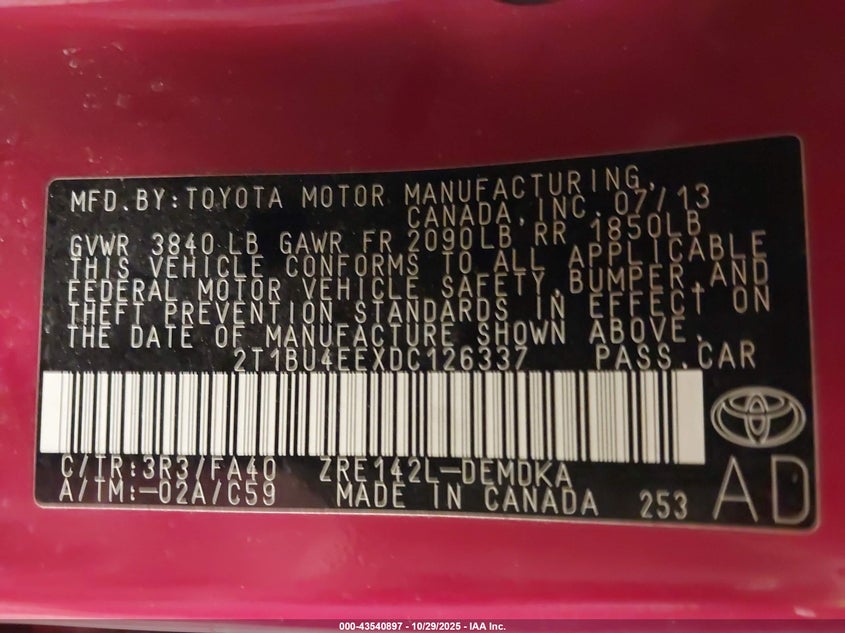 MFD. BY: TOYOTA MOTOR MANUFACTURING,
CANADA, INC. 07/13
GVWR 3840 LB GAWR FR 2090LB RR 1850LB
THIS VEHICLE CONFORMS TO ALL APPLICABLE
FEDERAL MOTOR VEHICLE SAFETY,BUMPER,AND
THEFT PREVENTION STANDARDS IN EFFECT ON
THE DATE OF MANUFACTURE SHOWN ABOVE.
2T1BU4EEXDC126337 PASS.CAR
C/TR:3R3/FA40 ZRE142L-DEMDKA
A/TM:-02A/C59 MADE IN CANADA 253
AD
000-43540897 - 10/29/2025 - IAA Inc.